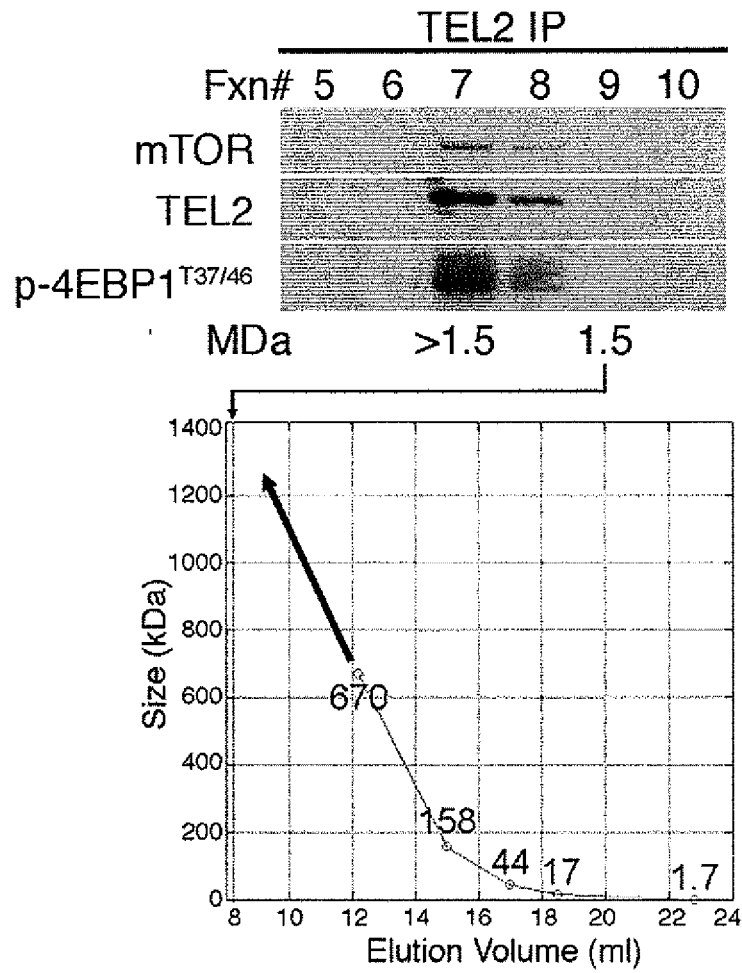 TEL2 IP
Fxn# 5 6 7 8 9 10
mTOR
TEL2
p-4EBP1T37/46
MDa >1.5 1.5
1400
1200
1000
800
600
400
200
0
Size (kDa)
670
158
44
17
1.7
8 10 12 14 16 18 20 22 24
Elution Volume (ml)